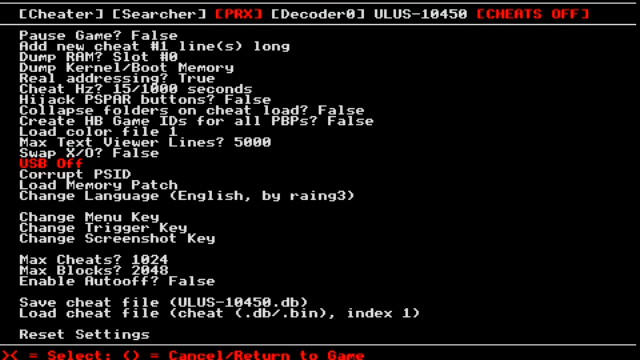 [Cheater] [Searcher] [PRX] [Decoder0] ULUS-10450 [CHEATS OFF]
Pause Game? False
Add new cheat #1 line(s) long
Dump RAM? Slot #0
Dump Kernel/Boot Memory
Real addressing? True
Cheat Hz? 15/1000 seconds
Hijack PSPAR buttons? False
Collapse folders on cheat load? False
Create HB Game IDs for all PBPs? False
Load color file 1
Max Text Viewer Lines? 5000
Swap X/O? False
USB Off
Corrupt PSID
Load Memory Patch
Change Language (English, by raing3)
Change Menu Key
Change Trigger Key
Change Screenshot Key
Max Cheats? 1024
Max Blocks? 2048
Enable Autooff? False
Save cheat file (ULUS-10450.db)
Load cheat file (cheat (.db/.bin), index 1)
Reset Settings
>< = Select; () = Cancel/Return to Game